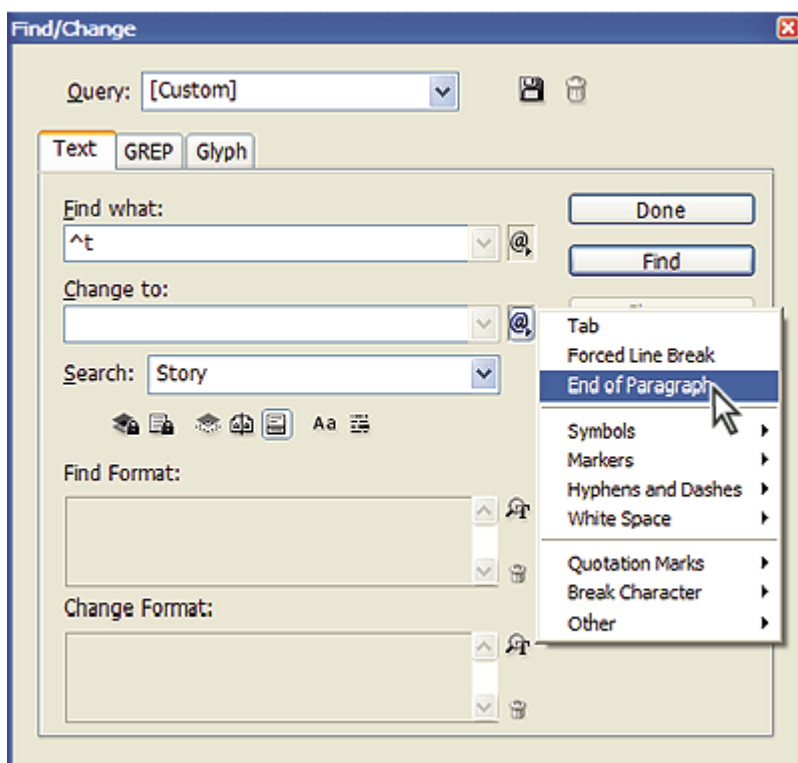 Find/Change
Query: [Custom]
Text GREP Glyph
Find what:
^t
Done
Find
Change to:
Search: Story
Aa
Find Format:
Change Format:
Tab
Forced Line Break
End of Paragraph
Symbols
Markers
Hyphens and Dashes
White Space
Quotation Marks
Break Character
Other